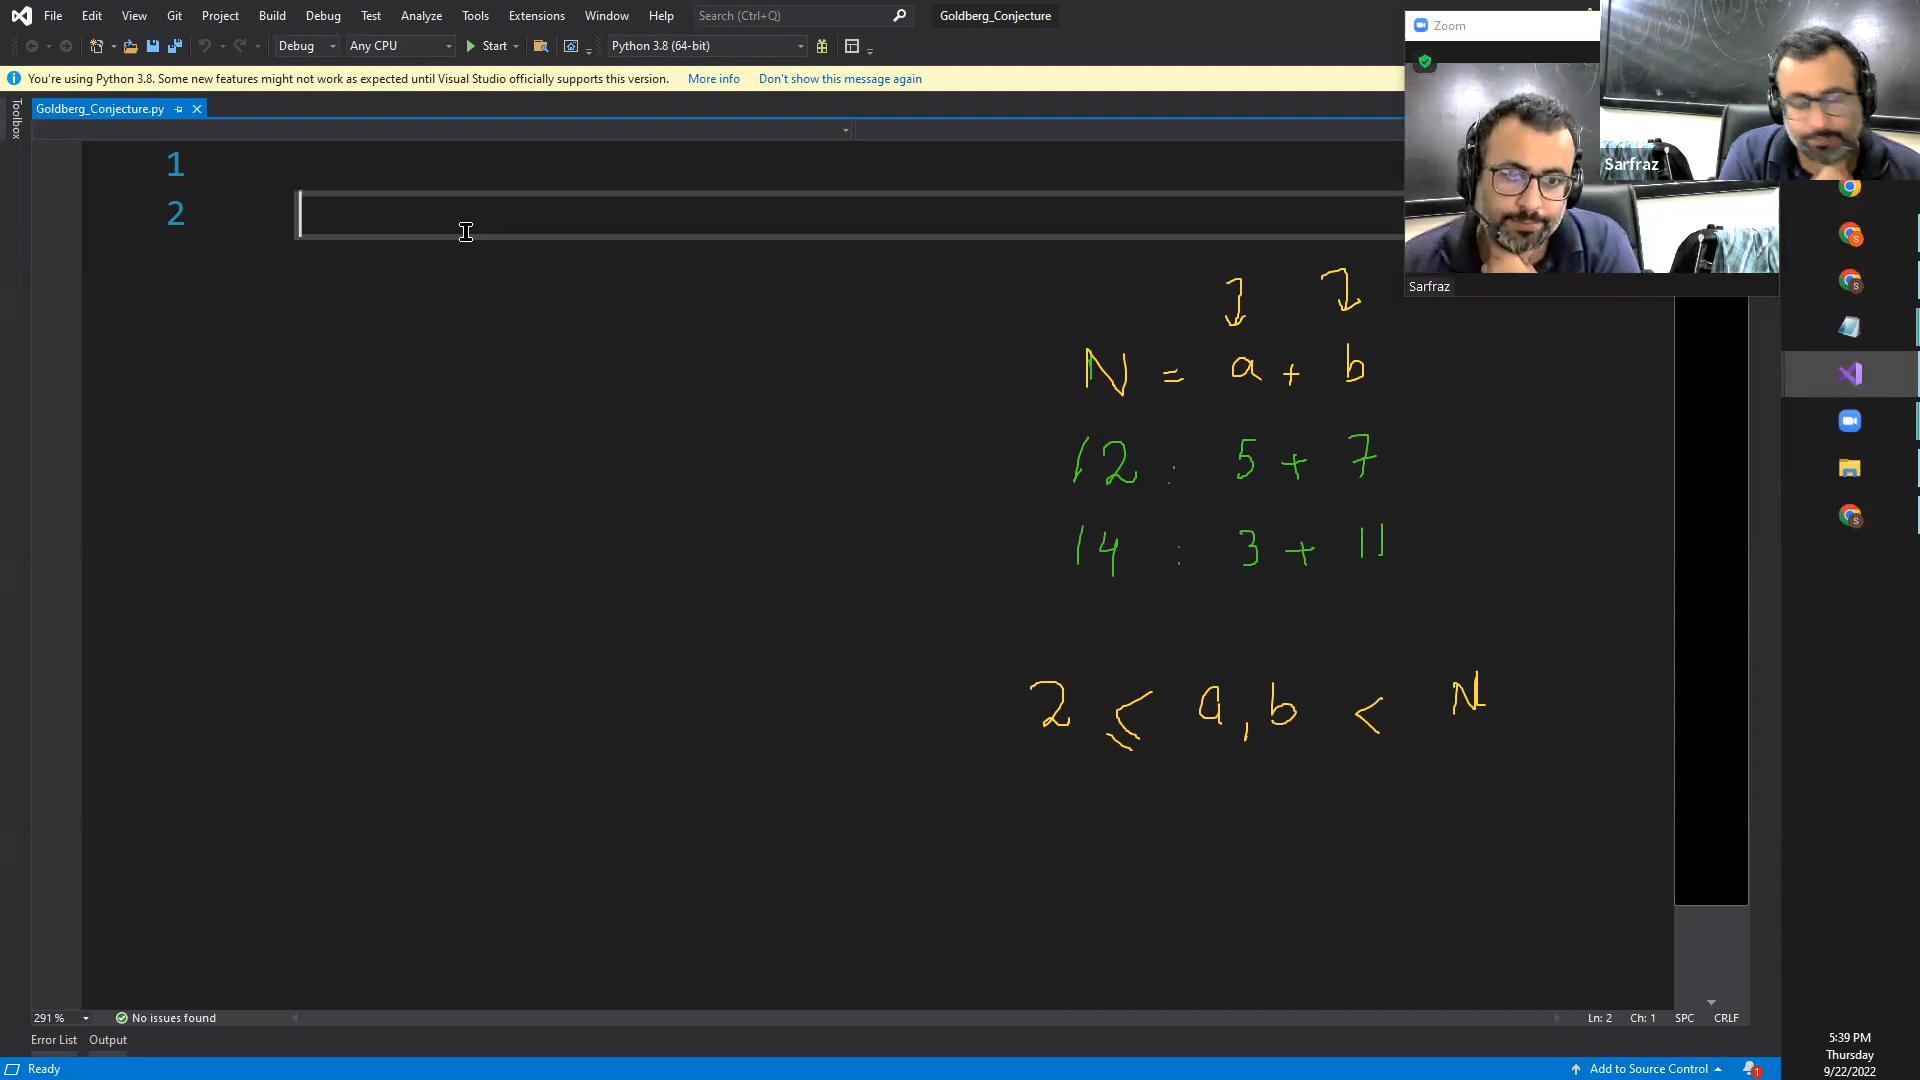 File Edit View Git Project Build Debug Test Analyze Tools Extensions Window Help Search (Ctrl+Q) Goldberg_Conjecture
Zoom
Debug Any CPU Start Python 3.8 (64-bit)
You're using Python 3.8. Some new features might not work as expected until Visual Studio officially supports this version. More info Don't show this message again
Goldberg_Conjecture.py
Toolbox
Sarfraz
Sarfraz
1
2
N = a + b
12 : 5 + 7
14 : 3 + 11
2 ≤ a, b < N
291 % No issues found Ln: 2 Ch: 1 SPC CRLF
Error List Output
Ready Add to Source Control 1
5:39 PM
Thursday
9/22/2022